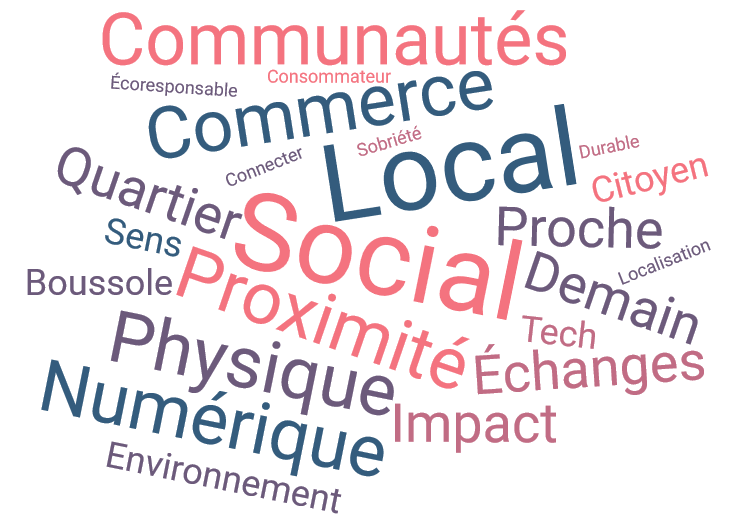 Communautés
Écoresponsable
Consommateur
Commerce
Sobriété
Durable
Connecter
Local
Quartier
Citoyen
Sens
Social
Proche
Localisation
Boussole
Proximité
Demain
Physique
Tech
Échanges
Numérique
Impact
Environnement